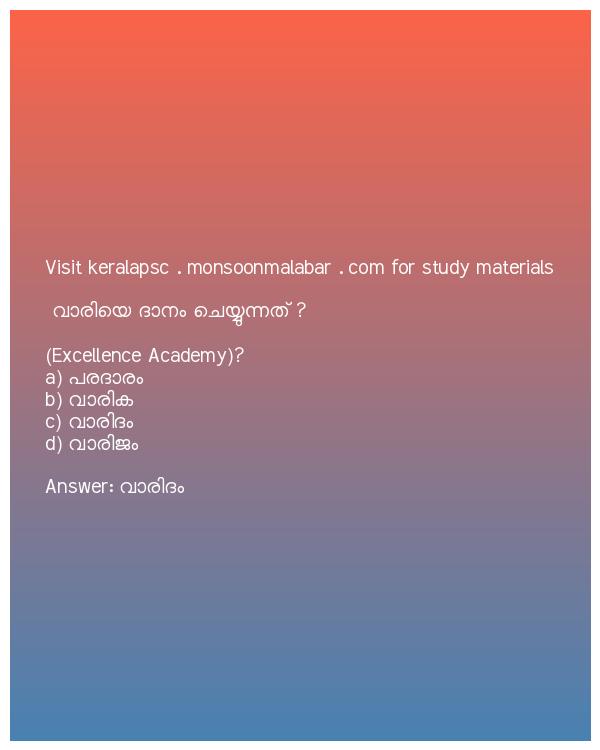 Visit keralapsc . monsoonmalabar . com for study materials
വാരിയെ ദാനം ചെയ്യുന്നത് ?
(Excellence Academy)?
a) പരദാരം
b) വാരിക
c) വാരിദം
d) വാരിജം
Answer: വാരിദം